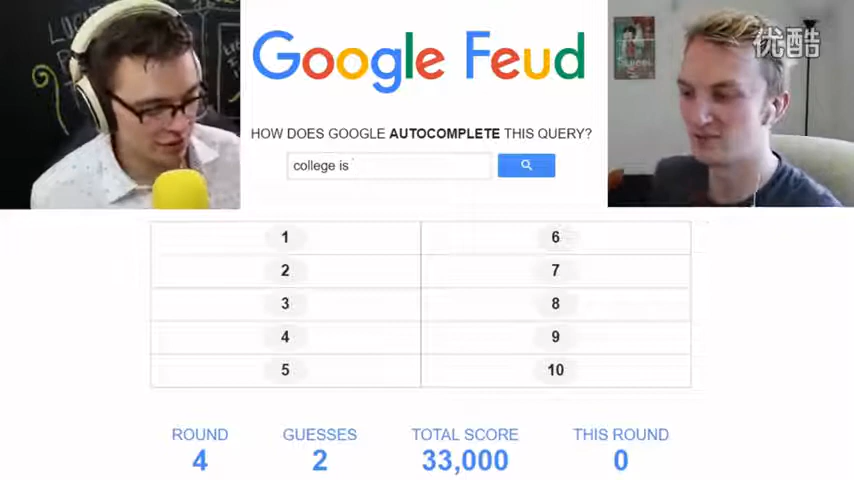 Google Feud
优酷
HOW DOES GOOGLE AUTOCOMPLETE THIS QUERY?
college is
1 6
2 7
3 8
4 9
5 10
ROUND GUESSES TOTAL SCORE THIS ROUND
4 2 33,000 0